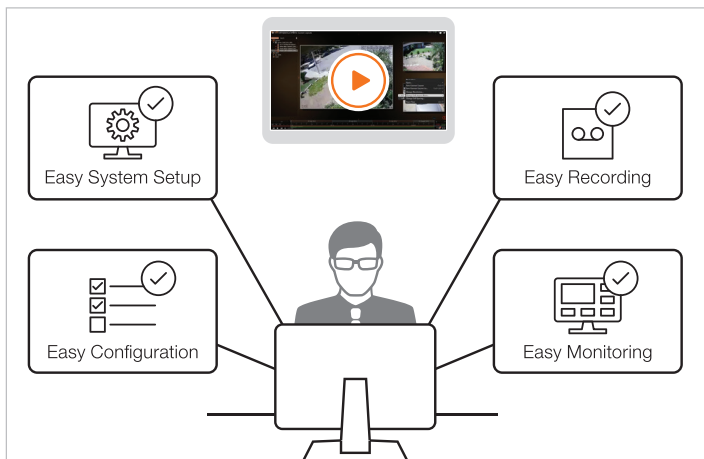 Easy System Setup
Easy Recording
Easy Configuration
Easy Monitoring